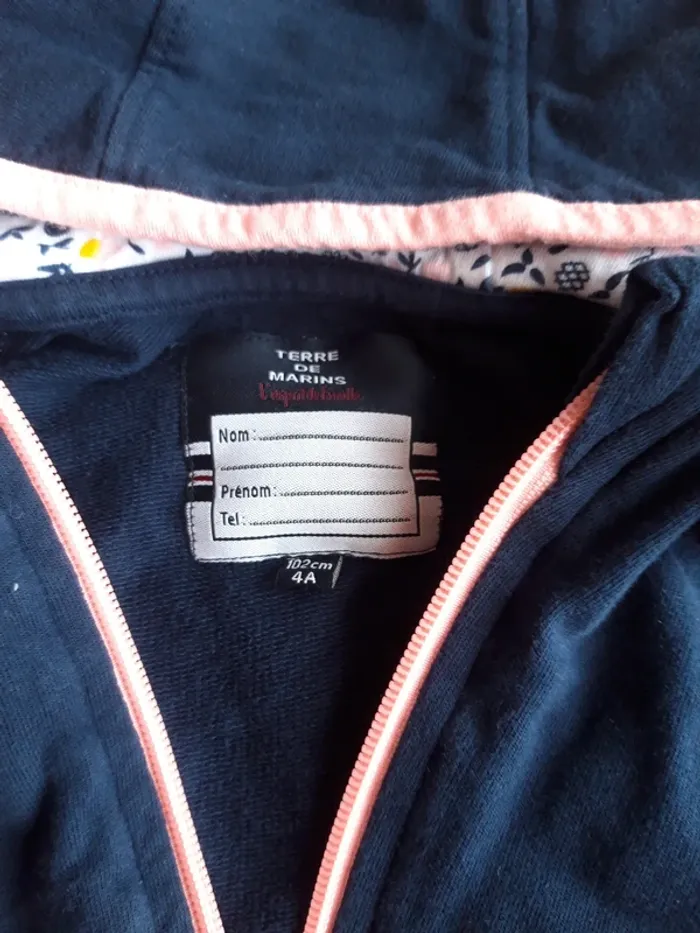 TERRE
DE
MARINS
Nom :
Prénom :
Tel :
102cm
4A